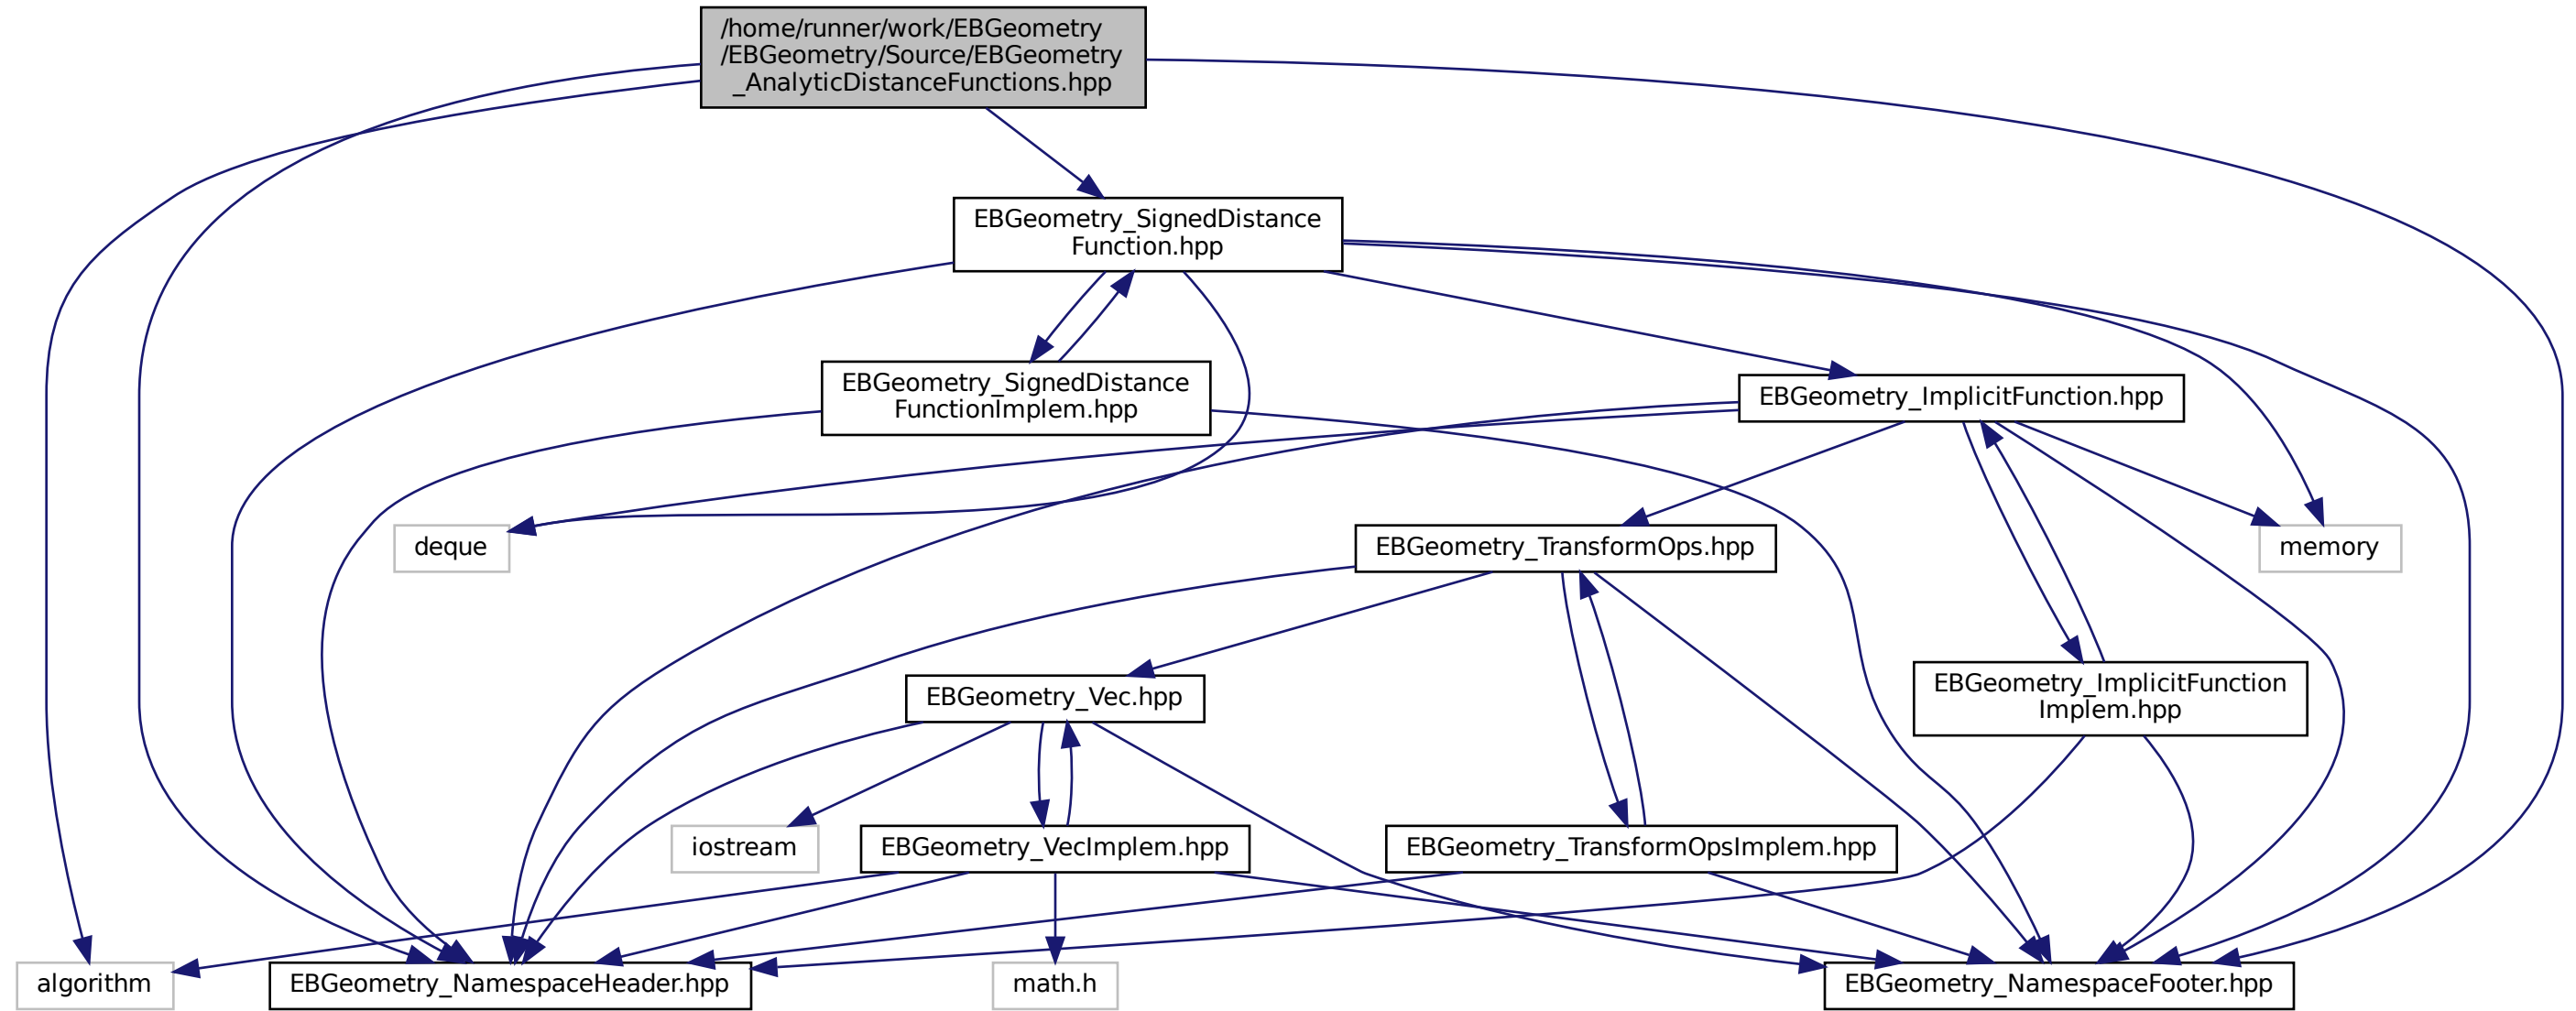 /home/runner/work/EBGeometry
/EBGeometry/Source/EBGeometry
_AnalyticDistanceFunctions.hpp
EBGeometry_SignedDistance
Function.hpp
EBGeometry_SignedDistance
FunctionImplem.hpp
EBGeometry_ImplicitFunction.hpp
deque
EBGeometry_TransformOps.hpp
memory
EBGeometry_Vec.hpp
EBGeometry_ImplicitFunction
Implem.hpp
iostream
EBGeometry_VecImplem.hpp
EBGeometry_TransformOpsImplem.hpp
algorithm
EBGeometry_NamespaceHeader.hpp
math.h
EBGeometry_NamespaceFooter.hpp